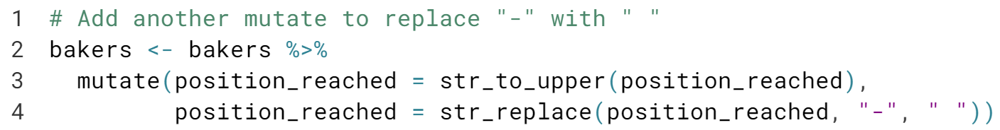 1 # Add another mutate to replace "-" with " "
2 bakers <- bakers %>%
3   mutate(position_reached = str_to_upper(position_reached),
4          position_reached = str_replace(position_reached, "-", " "))